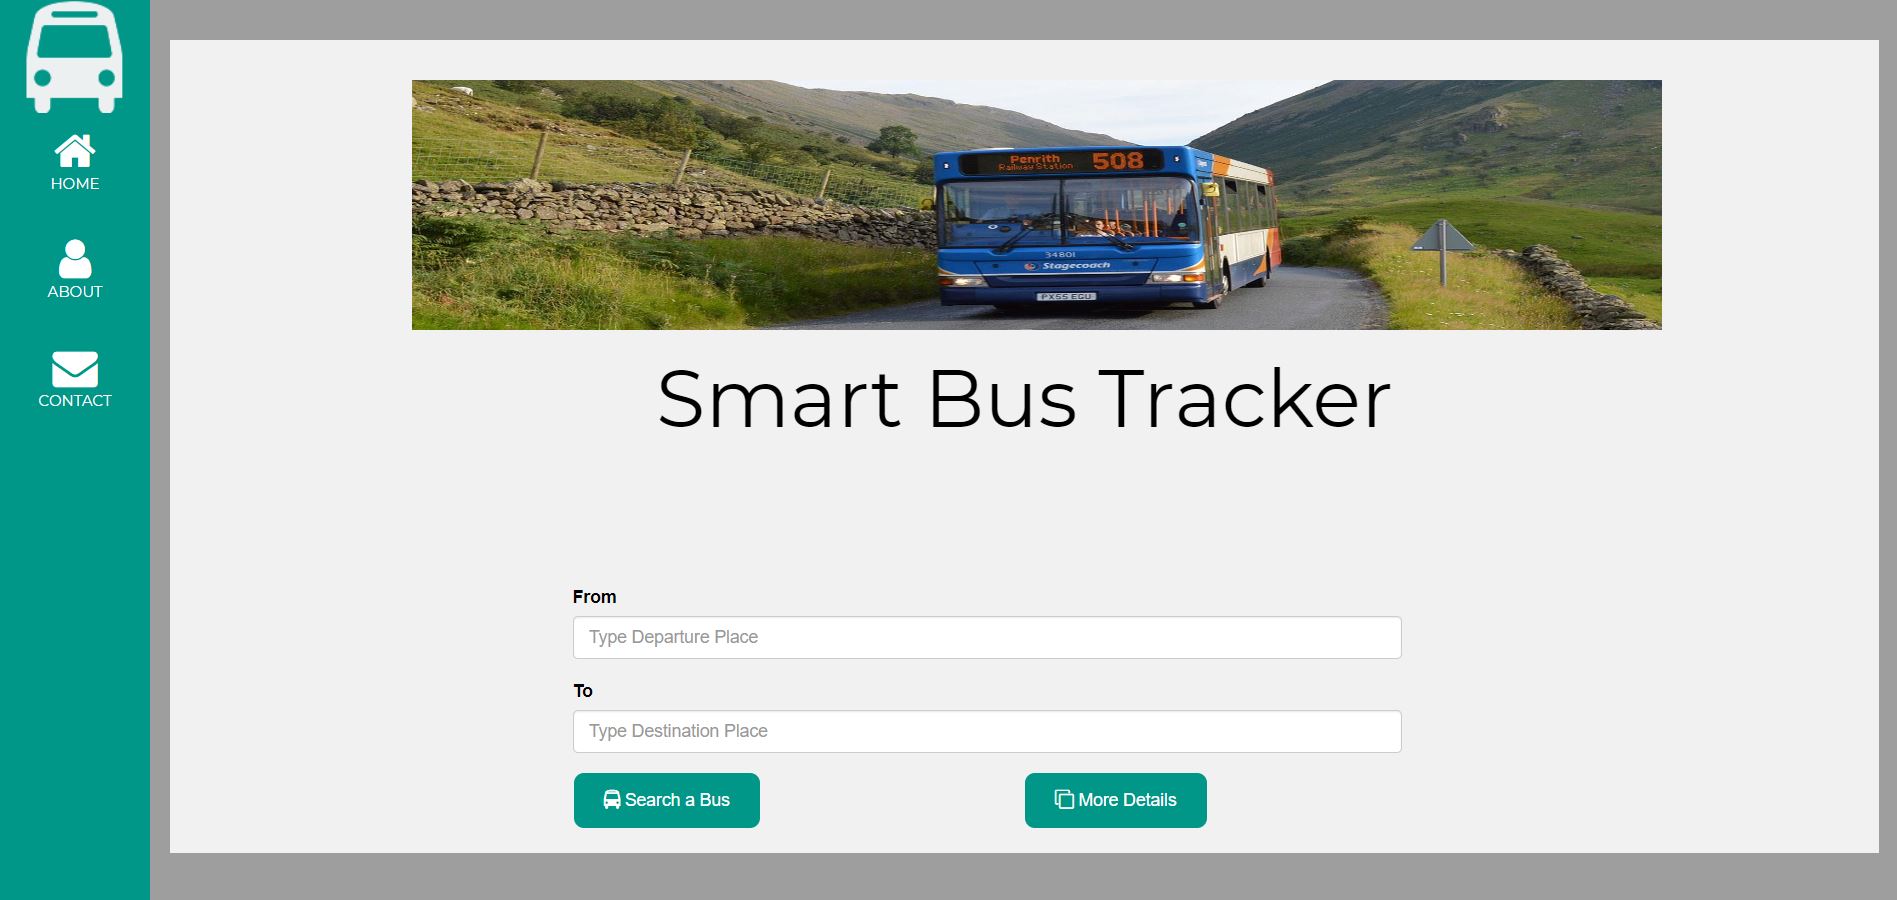 HOME
ABOUT
CONTACT
Penrith
Railway Station
508
34801
Stagecoach
PX55 EGU
Smart Bus Tracker
From
Type Departure Place
To
Type Destination Place
Search a Bus
More Details